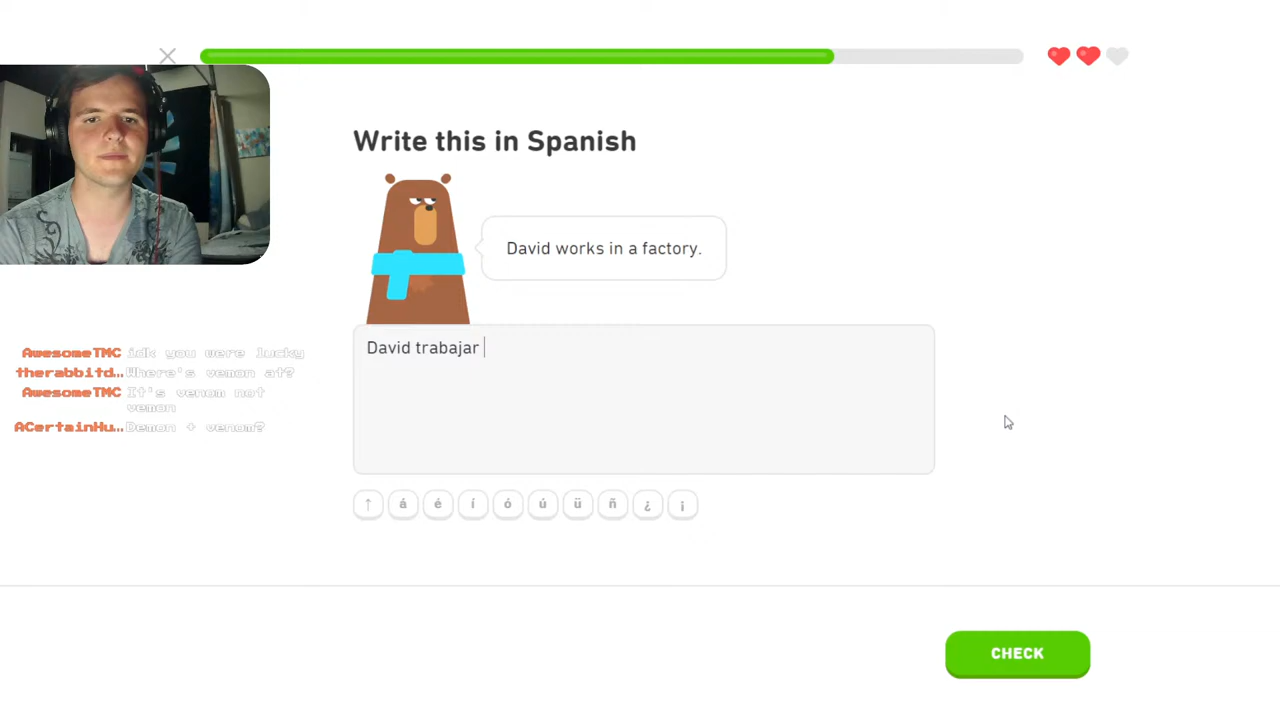 Write this in Spanish
David works in a factory.
David trabajar
AwesomeTMC idk you were lucky
therabbitd... Where's vemon at?
AwesomeTMC It's venom not
vemon
ACertainHu... Demon + venom?
↑ á é í ó ú ü ñ ¿ ¡
CHECK